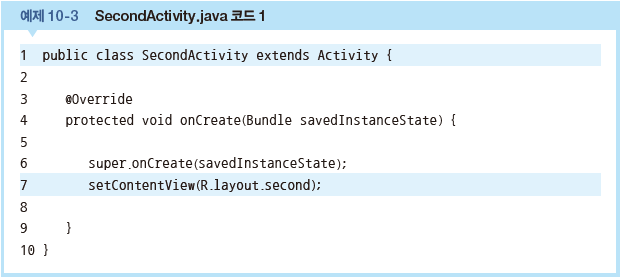 예제 10-3 SecondActivity.java 코드 1
1 public class SecondActivity extends Activity {
2
3 @Override
4 protected void onCreate(Bundle savedInstanceState) {
5
6 super.onCreate(savedInstanceState);
7 setContentView(R.layout.second);
8
9 }
10 }